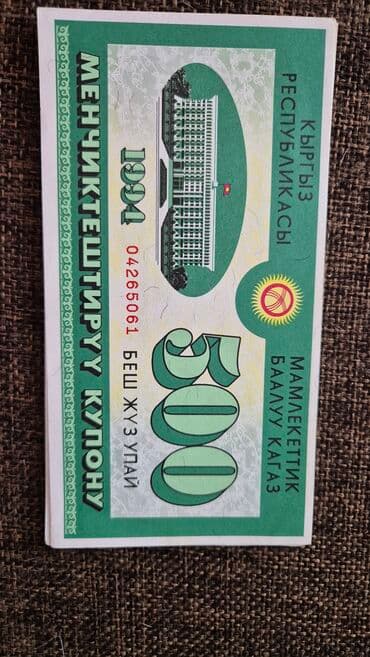 КЫРГЫЗ
РЕСПУБЛИКАСЫ
МАМЛЕКЕТТИК
БААЛУУ КАГАЗ
1994
04265061
500
БЕШ ЖҮЗ УПАЙ
МЕНЧИКТЕШТИРҮҮ КУПОНУ